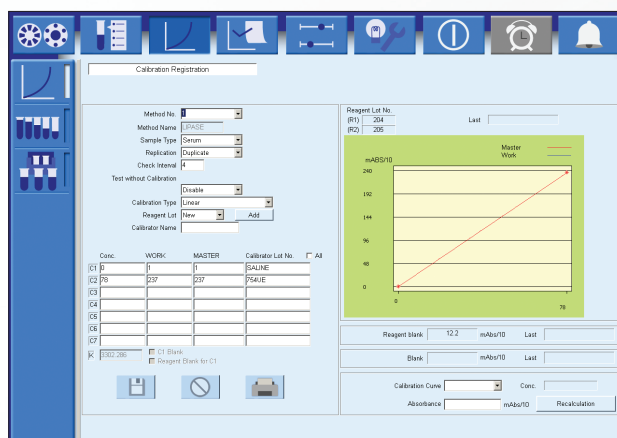 Calibration Registration
Method No. 1
Method Name LIPASE
Sample Type Serum
Replication Duplicate
Check Interval 4
Test without Calibration
Disable
Calibration Type Linear
Reagent Lot New Add
Calibrator Name
Conc. WORK MASTER Calibrator Lot No. All
C1 0 1 1 SALINE
C2 78 237 237 754UE
C3
C4
C5
C6
C7
K 3302.286 C1 Blank
Reagent Blank for C1
Reagent Lot No.
(R1) 204 Last
(R2) 206
mABS/10 Master
Work
240
192
144
96
48
0
0
78
Reagent blank 12.2 mAbs/10 Last
Blank mAbs/10 Last
Calibration Curve Conc.
Absorbance mAbs/10 Recalculation